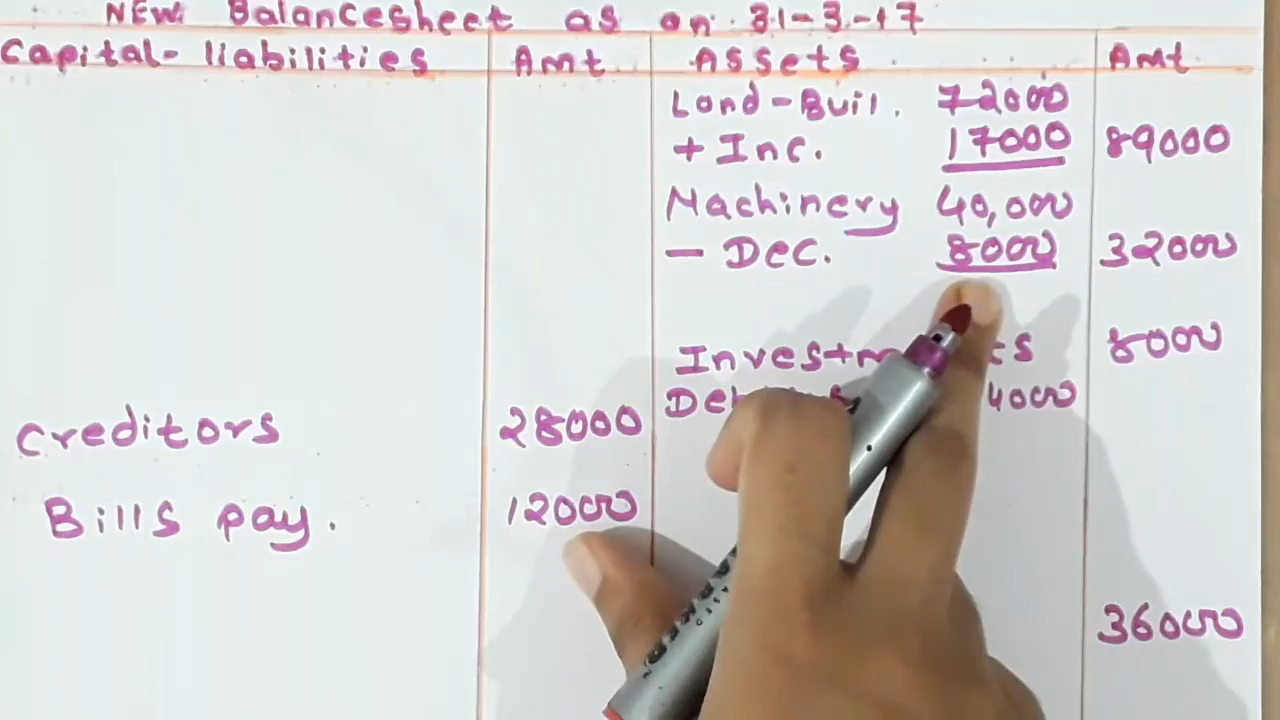 NEW Balancesheet as on 31-3-17
Capital-liabilities Amt Assets Amt
Land-Buil. 72000
+ Inc. 17000 89000
Machinery 40,000
- Dec. 8000 32000
8000
4000
Creditors 28000
Bills pay. 12000
36000